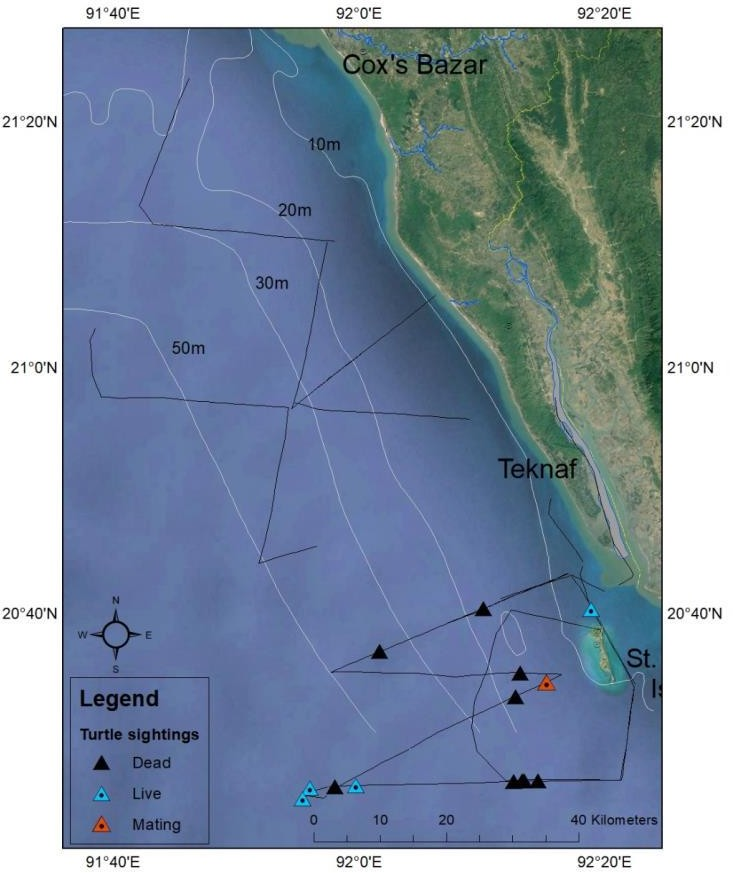 91°40'E 92°0'E 92°20'E
Cox's Bazar
21°20'N 21°20'N
10m
20m
30m
50m
21°0'N 21°0'N
Teknaf
20°40'N 20°40'N
N
W E
S
St.
Legend
Turtle sightings
Dead
Live
Mating
0 10 20 40 Kilometers
91°40'E 92°0'E 92°20'E